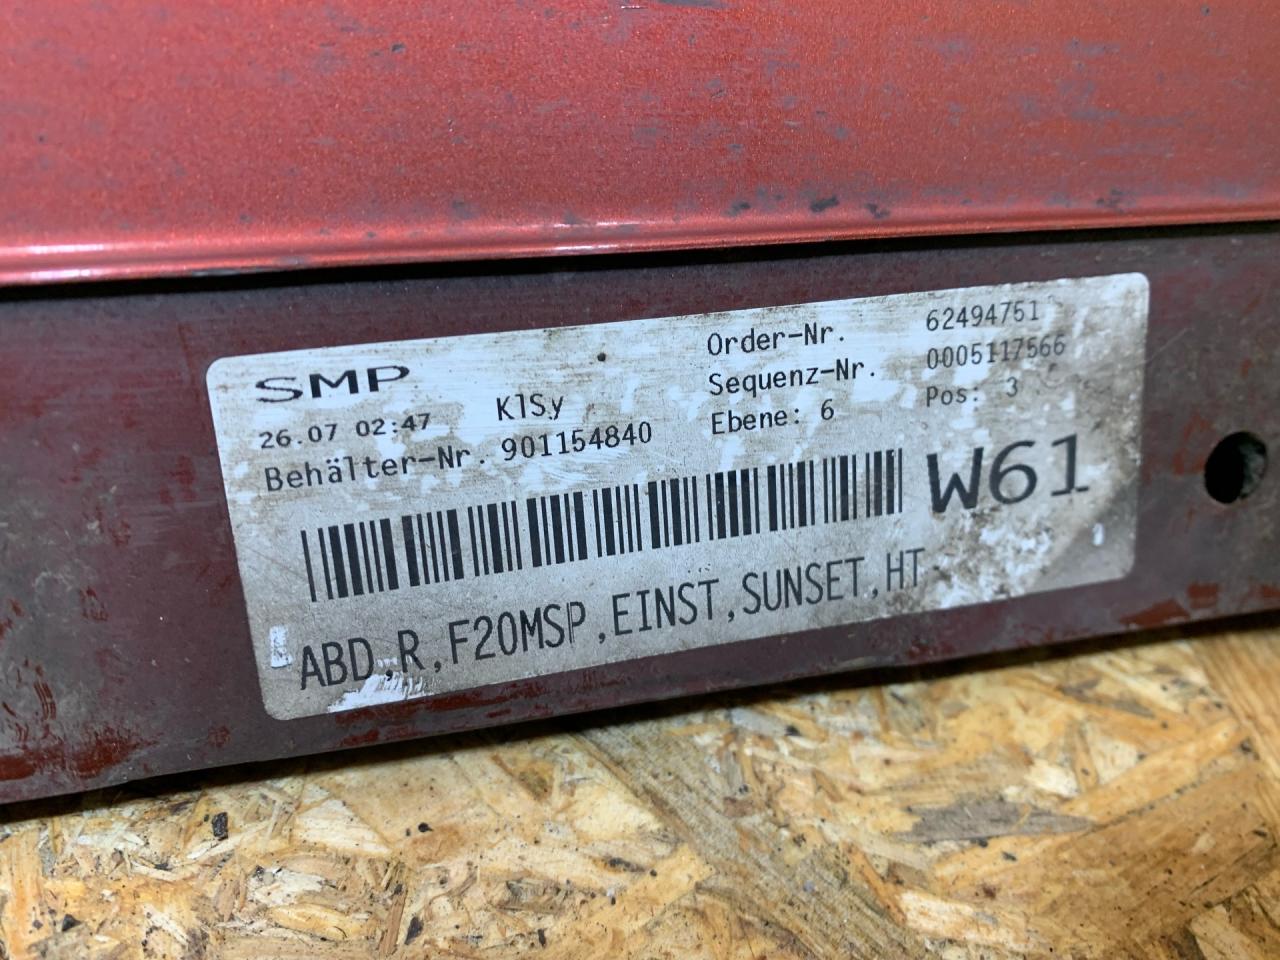 SMP
26.07 02:47 KlSy
Behälter-Nr. 901154840
Order-Nr. 62494751
Sequenz-Nr. 0005117566
Ebene: 6 Pos: 3
W61
ABD,R,F20MSP,EINST,SUNSET,HT